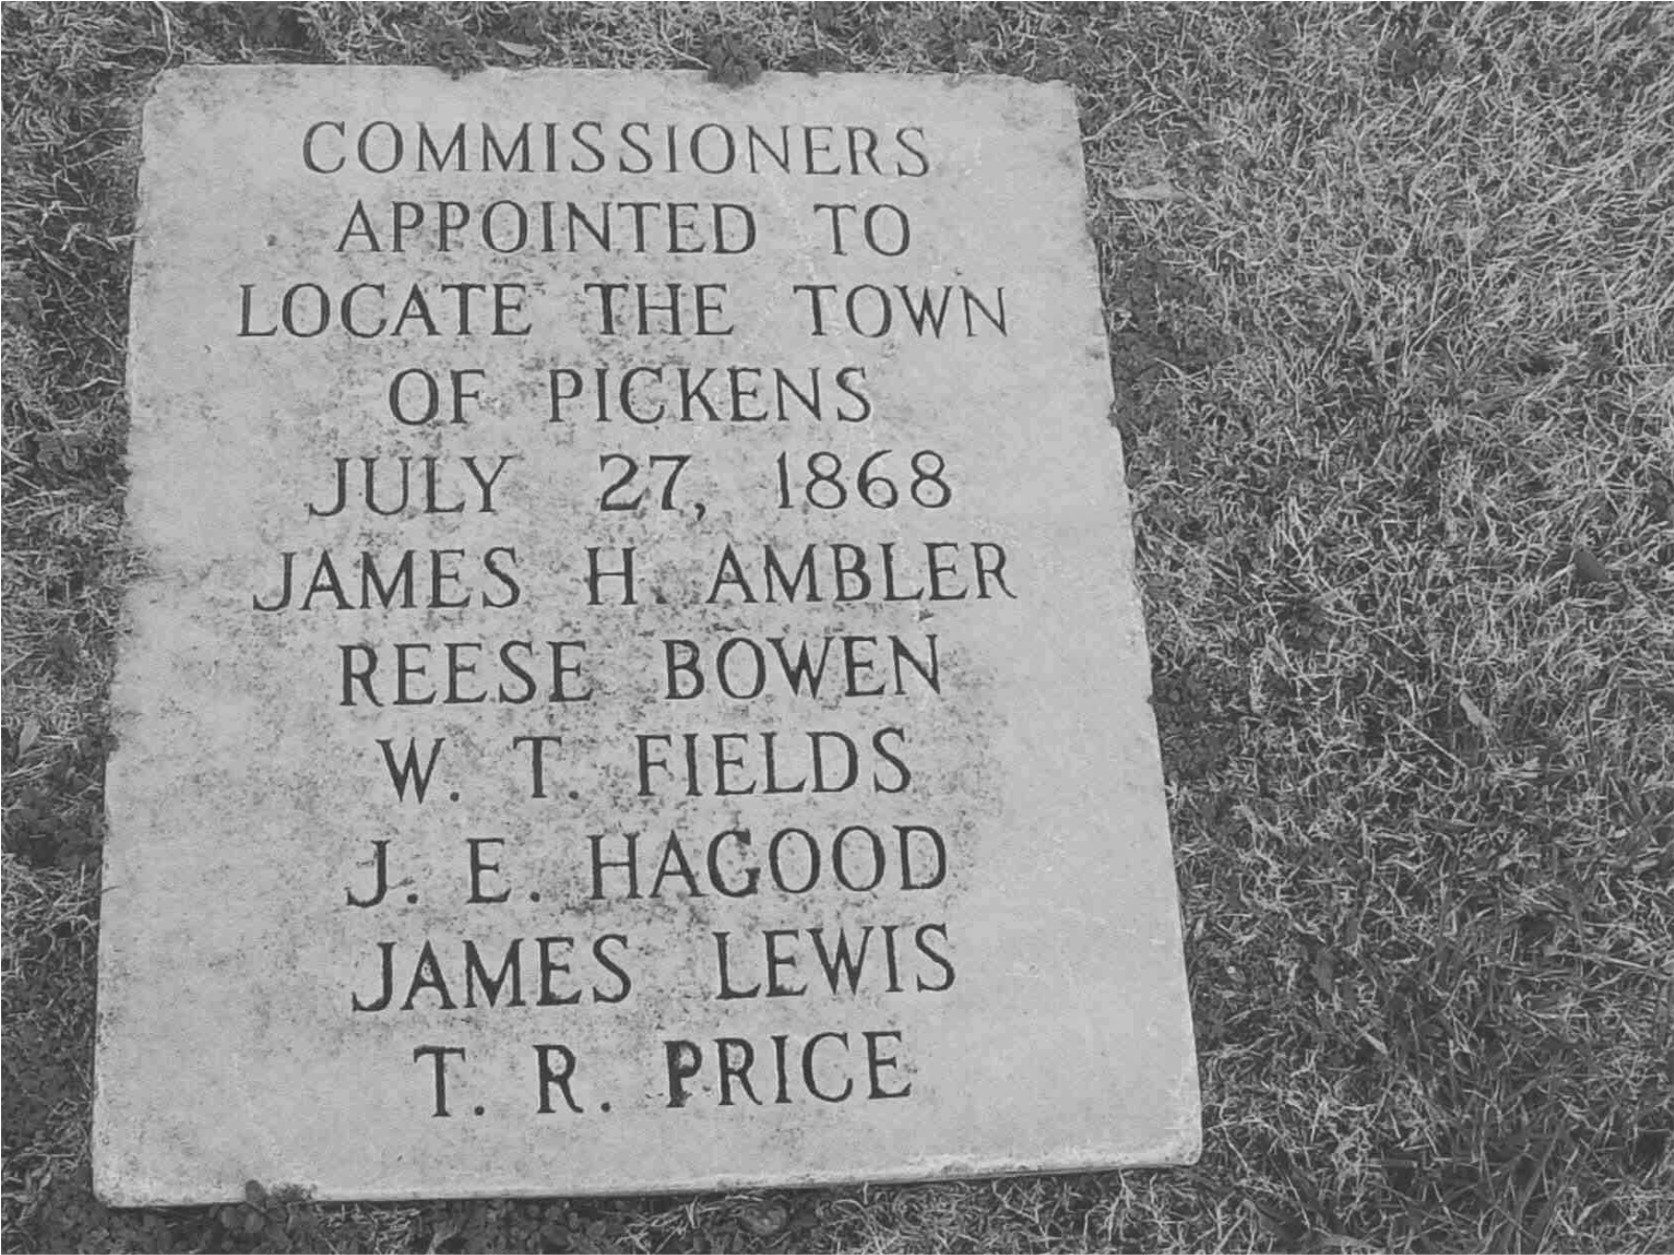 COMMISSIONERS
APPOINTED TO
LOCATE THE TOWN
OF PICKENS
JULY 27, 1868
JAMES H. AMBLER
REESE BOWEN
W. T. FIELDS
J. E. HAGOOD
JAMES LEWIS
T. R. PRICE